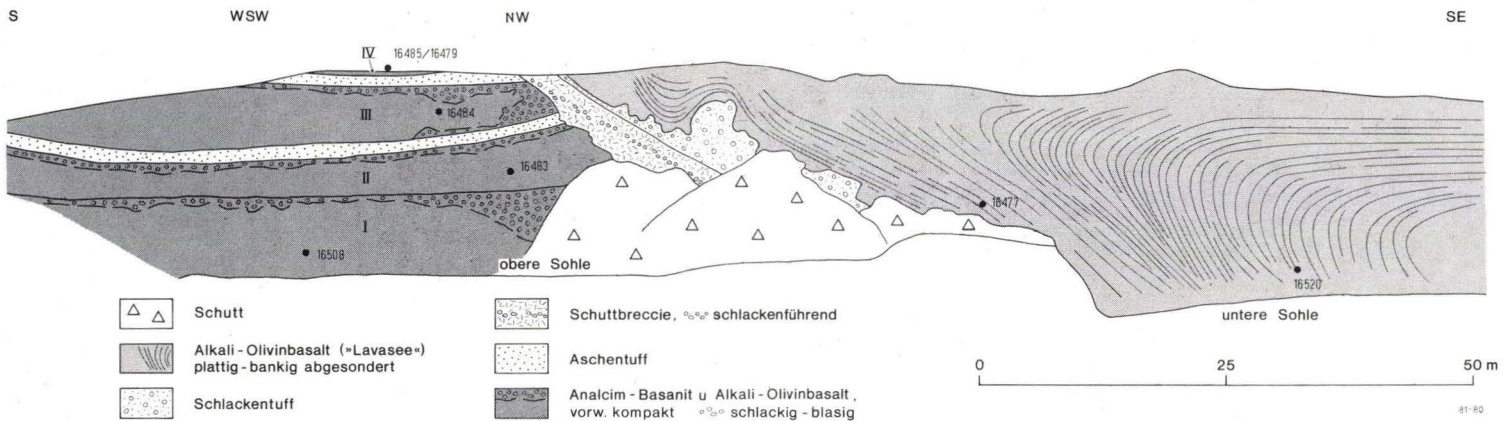 S WSW NW SE
IV 16485/16479
III 16484
II 16483
I 16508
16477
16520
obere Sohle
untere Sohle
Schutt
Alkali-Olivinbasalt (»Lavasee«)
plattig-bankig abgesondert
Schlackentuff
Schuttbreccie, schlackenführend
Aschentuff
Analcim-Basanit u Alkali-Olivinbasalt,
vorw. kompakt schlackig-blasig
0 25 50 m
81-80